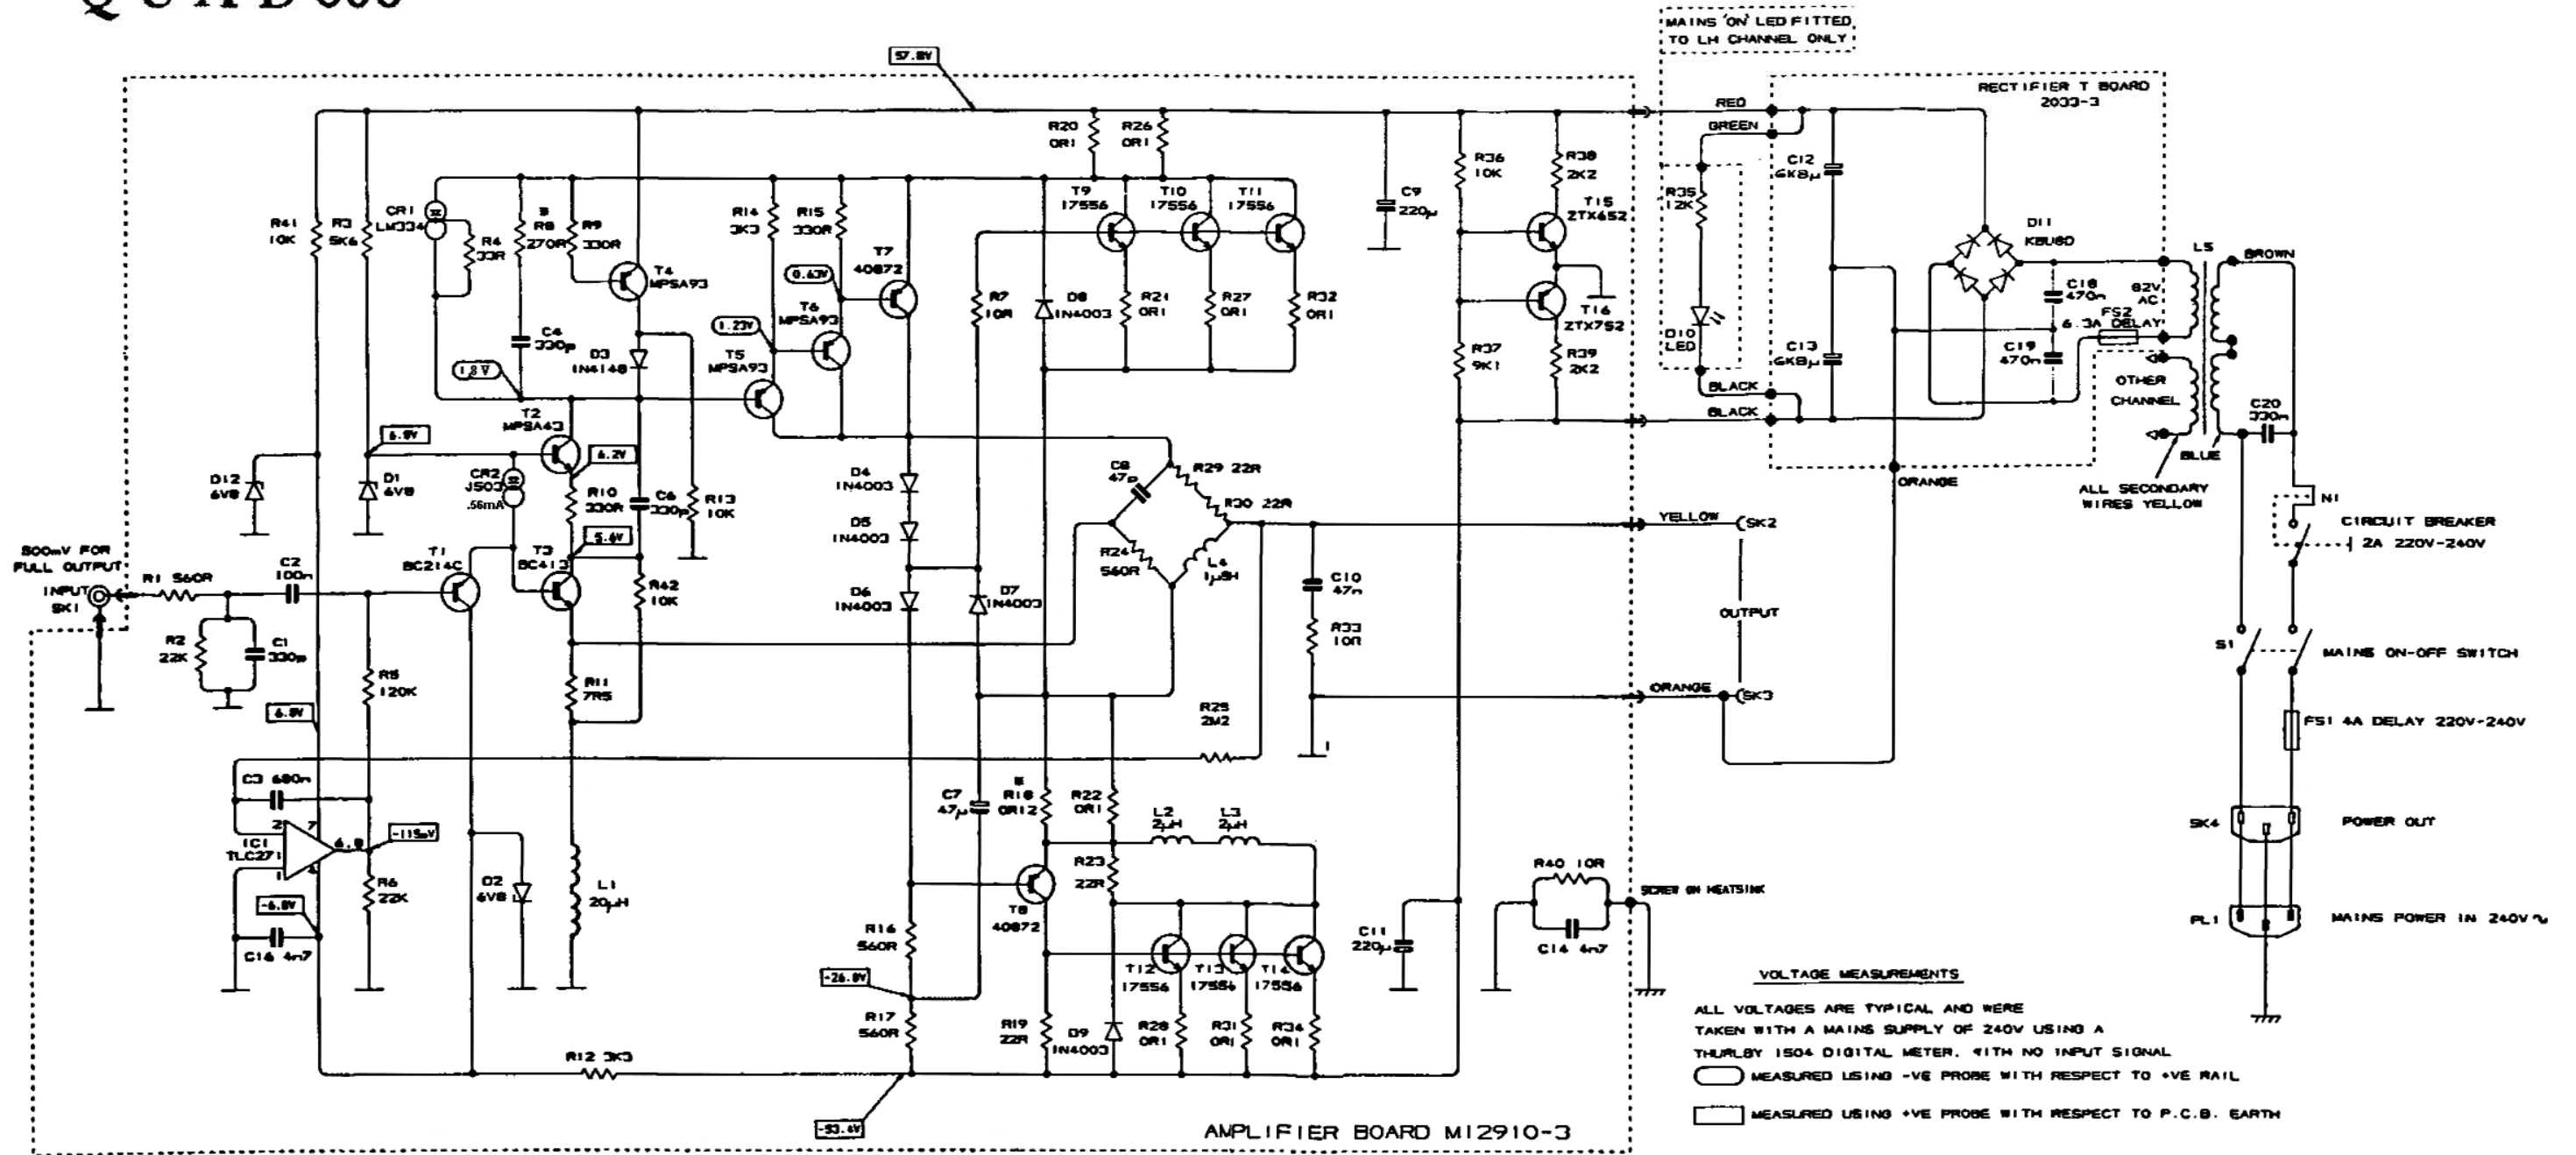 MAINS 'ON' LED FITTED
TO LH CHANNEL ONLY
57.8V
RECTIFIER T BOARD
2033-3
RED
GREEN
R20
0R1
R26
0R1
R36
10K
R38
2K2
C12
6K8µ
R35
12K
R41
10K
R3
5K6
CR1
LM334
R4
33R
R8
270R
R9
330R
R14
3K3
R15
330R
T9
17556
T10
17556
T11
17556
C9
220µ
T15
ZTX652
D11
KBU8D
L5
BROWN
T4
MPSA93
0.63V
T7
40872
R7
10R
D8
1N4003
R21
0R1
R27
0R1
R32
0R1
T16
ZTX752
C18
470n
82V
AC
FS2
6.3A DELAY
C4
330p
D3
1N4148
1.23V
T6
MPSA93
T5
MPSA93
1.8V
R37
9K1
R39
2K2
D10
LED
C13
6K8µ
C19
470n
OTHER
CHANNEL
BLACK
BLACK
C20
330n
BLUE
T2
MPSA43
6.8V
6.2V
D12
6V8
D1
6V8
CR2
J503
.56mA
R10
330R
C6
330p
R13
10K
D4
1N4003
C8
47p
R29 22R
R30 22R
ORANGE
ALL SECONDARY
WIRES YELLOW
N1
5.6V
D5
1N4003
YELLOW
SK2
CIRCUIT BREAKER
2A 220V-240V
500mV FOR
FULL OUTPUT
INPUT
SK1
R1 560R
C2
100n
T1
BC214C
T3
BC413
R42
10K
D6
1N4003
D7
1N4003
R24
560R
L4
C10
47n
R33
10R
OUTPUT
R2
22K
C1
330p
R5
120K
R11
7R5
S1
MAINS ON-OFF SWITCH
6.8V
R25
2M2
ORANGE
SK3
FS1 4A DELAY 220V-240V
C3 680n
2
7
IC1
TLC271
6.8
-115mV
1
C7
47µ
R18
0R12
R22
0R1
L2
2µH
L3
2µH
SK4
POWER OUT
R6
22K
D2
6V8
L1
20µH
R23
22R
T8
40872
R40 10R
SCREW ON HEATSINK
-6.8V
C16 4n7
R16
560R
T12
17556
T13
17556
T14
17556
C11
220µ
C14 4n7
PL1
MAINS POWER IN 240V~
-26.8V
R17
560R
R19
22R
D9
1N4003
R28
0R1
R31
0R1
R34
0R1
R12 3K3
-53.4V
VOLTAGE MEASUREMENTS
ALL VOLTAGES ARE TYPICAL AND WERE
TAKEN WITH A MAINS SUPPLY OF 240V USING A
THURLBY 1504 DIGITAL METER, WITH NO INPUT SIGNAL
MEASURED USING -VE PROBE WITH RESPECT TO +VE RAIL
MEASURED USING +VE PROBE WITH RESPECT TO P.C.B. EARTH
AMPLIFIER BOARD M12910-3